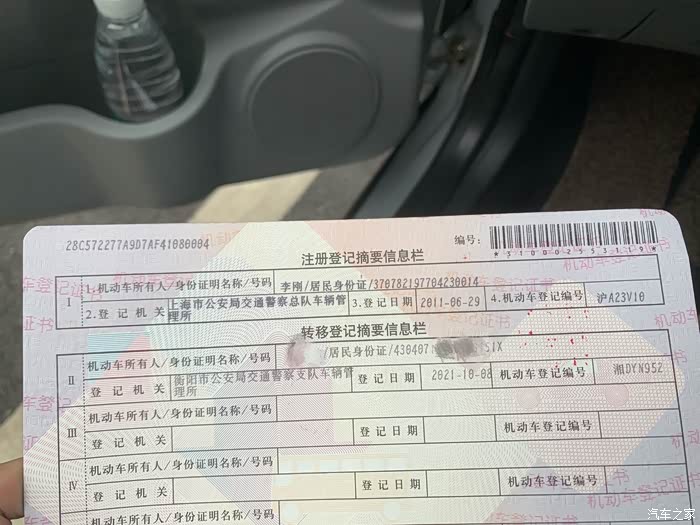 28C572277A9D7AF41080004
编号:
*310002553119*
注册登记摘要信息栏
I
1.机动车所有人/身份证明名称/号码 李刚/居民身份证/370782197704230014
2.登记机关 上海市公安局交通警察总队车辆管理所 3.登记日期 2011-06-29 4.机动车登记编号 沪A23V10
转移登记摘要信息栏
II
机动车所有人/身份证明名称/号码 /居民身份证/430407
登记机关 衡阳市公安局交通警察支队车辆管理所 登记日期 2021-10-08 机动车登记编号 湘DYN952
III
机动车所有人/身份证明名称/号码
登记机关 登记日期 机动车登记编号
IV
机动车所有人/身份证明名称/号码
登记机关 登记日期 机动车登记编号
机动车所有人/身份证明名称/号码
汽车之家